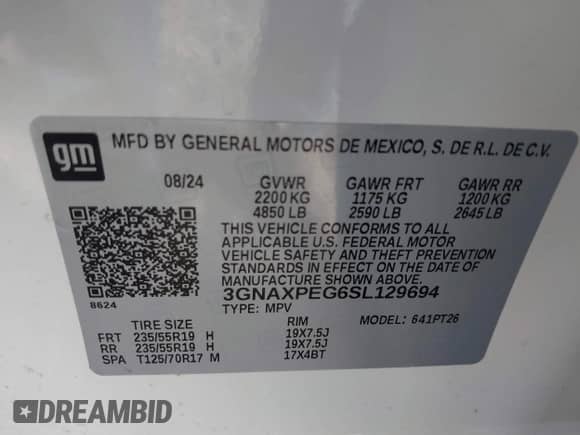 gm
MFD BY GENERAL MOTORS DE MEXICO, S. DE R.L. DE C.V.
08/24 GVWR GAWR FRT GAWR RR
2200 KG 1175 KG 1200 KG
4850 LB 2590 LB 2645 LB
THIS VEHICLE CONFORMS TO ALL
APPLICABLE U.S. FEDERAL MOTOR
VEHICLE SAFETY AND THEFT PREVENTION
STANDARDS IN EFFECT ON THE DATE OF
MANUFACTURE SHOWN ABOVE.
3GNAXPEG6SL129694
8624
TYPE: MPV MODEL: 641PT26
TIRE SIZE RIM
FRT 235/55R19 H 19X7.5J
RR 235/55R19 H 19X7.5J
SPA T125/70R17 M 17X4BT
DREAMBID